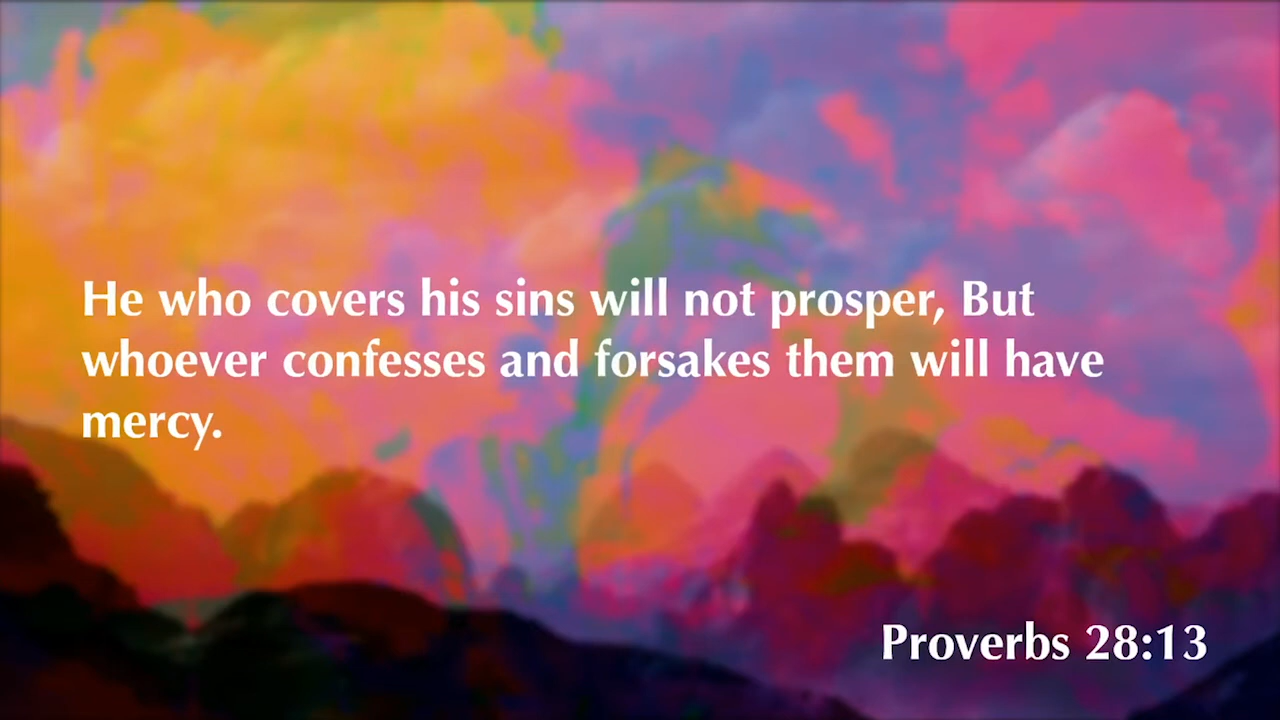 He who covers his sins will not prosper, But
whoever confesses and forsakes them will have
mercy.
Proverbs 28:13